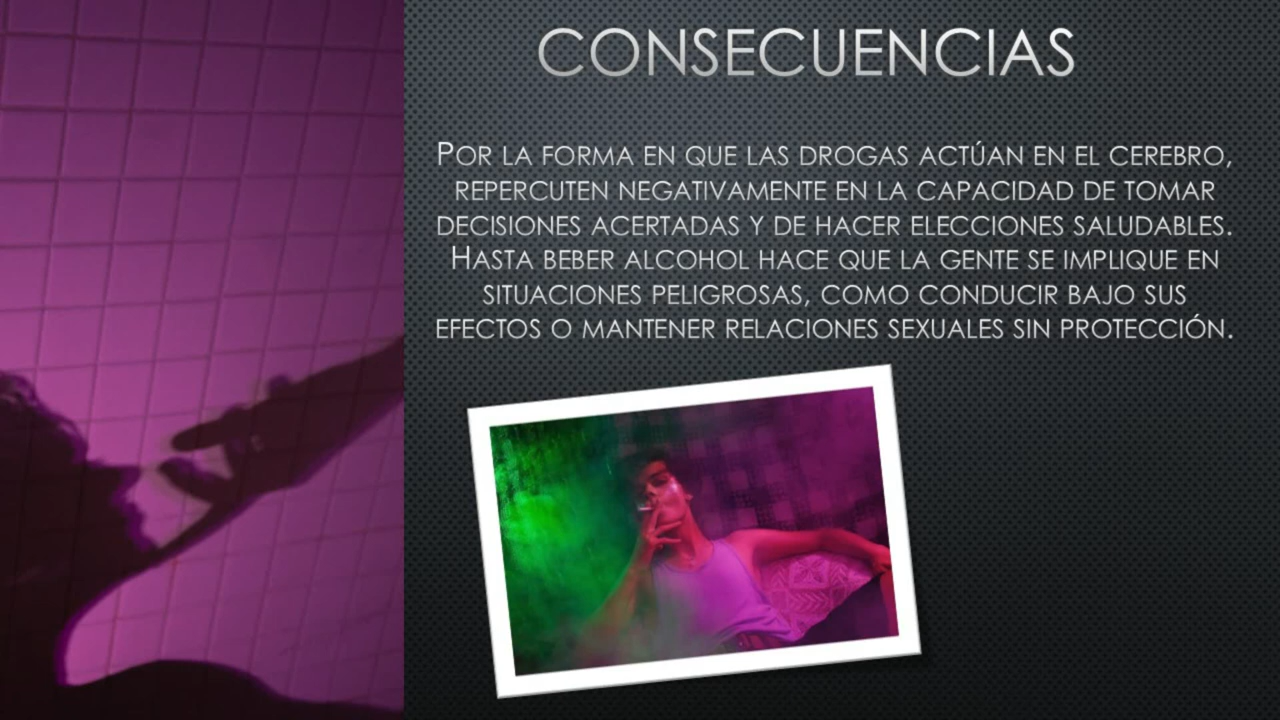 CONSECUENCIAS
POR LA FORMA EN QUE LAS DROGAS ACTÚAN EN EL CEREBRO,
REPERCUTEN NEGATIVAMENTE EN LA CAPACIDAD DE TOMAR
DECISIONES ACERTADAS Y DE HACER ELECCIONES SALUDABLES.
HASTA BEBER ALCOHOL HACE QUE LA GENTE SE IMPLIQUE EN
SITUACIONES PELIGROSAS, COMO CONDUCIR BAJO SUS
EFECTOS O MANTENER RELACIONES SEXUALES SIN PROTECCIÓN.